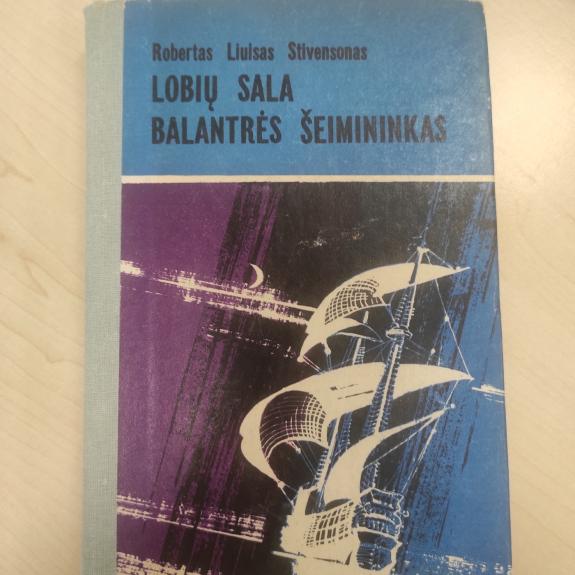 Robertas Liuisas Stivensonas
LOBIŲ SALA
BALANTRĖS ŠEIMININKAS